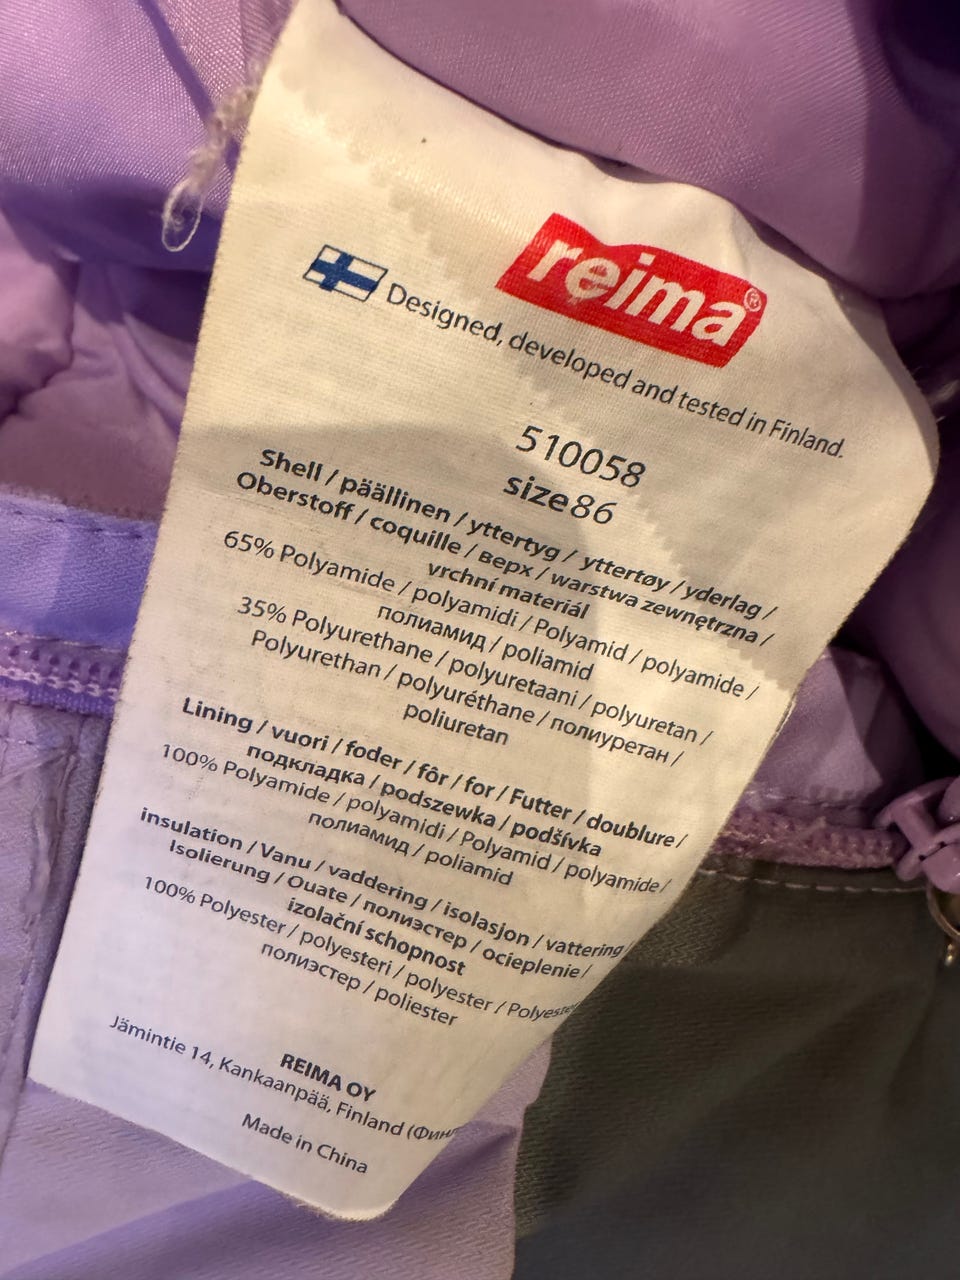 reima®
Designed, developed and tested in Finland.
510058
size 86
Shell / päällinen / yttertyg / yttertøy / yderlag /
Oberstoff / coquille / верх / warstwa zewnętrzna /
vrchní materiál
65% Polyamide / polyamidi / Polyamid / polyamide /
полиамид / poliamid
35% Polyurethane / polyuretaani / polyuretan /
Polyurethan / polyuréthane / полиуретан /
poliuretan
Lining / vuori / foder / fôr / for / Futter / doublure /
подкладка / podszewka / podšívka
100% Polyamide / polyamidi / Polyamid / polyamide /
полиамид / poliamid
insulation / Vanu / vaddering / isolasjon / vattering /
Isolierung / Ouate / полиэстер / ocieplenie /
izolační schopnost
100% Polyester / polyesteri / polyester / Polyester
полиэстер / poliester
REIMA OY
Jämintie 14, Kankaanpää, Finland
Made in China